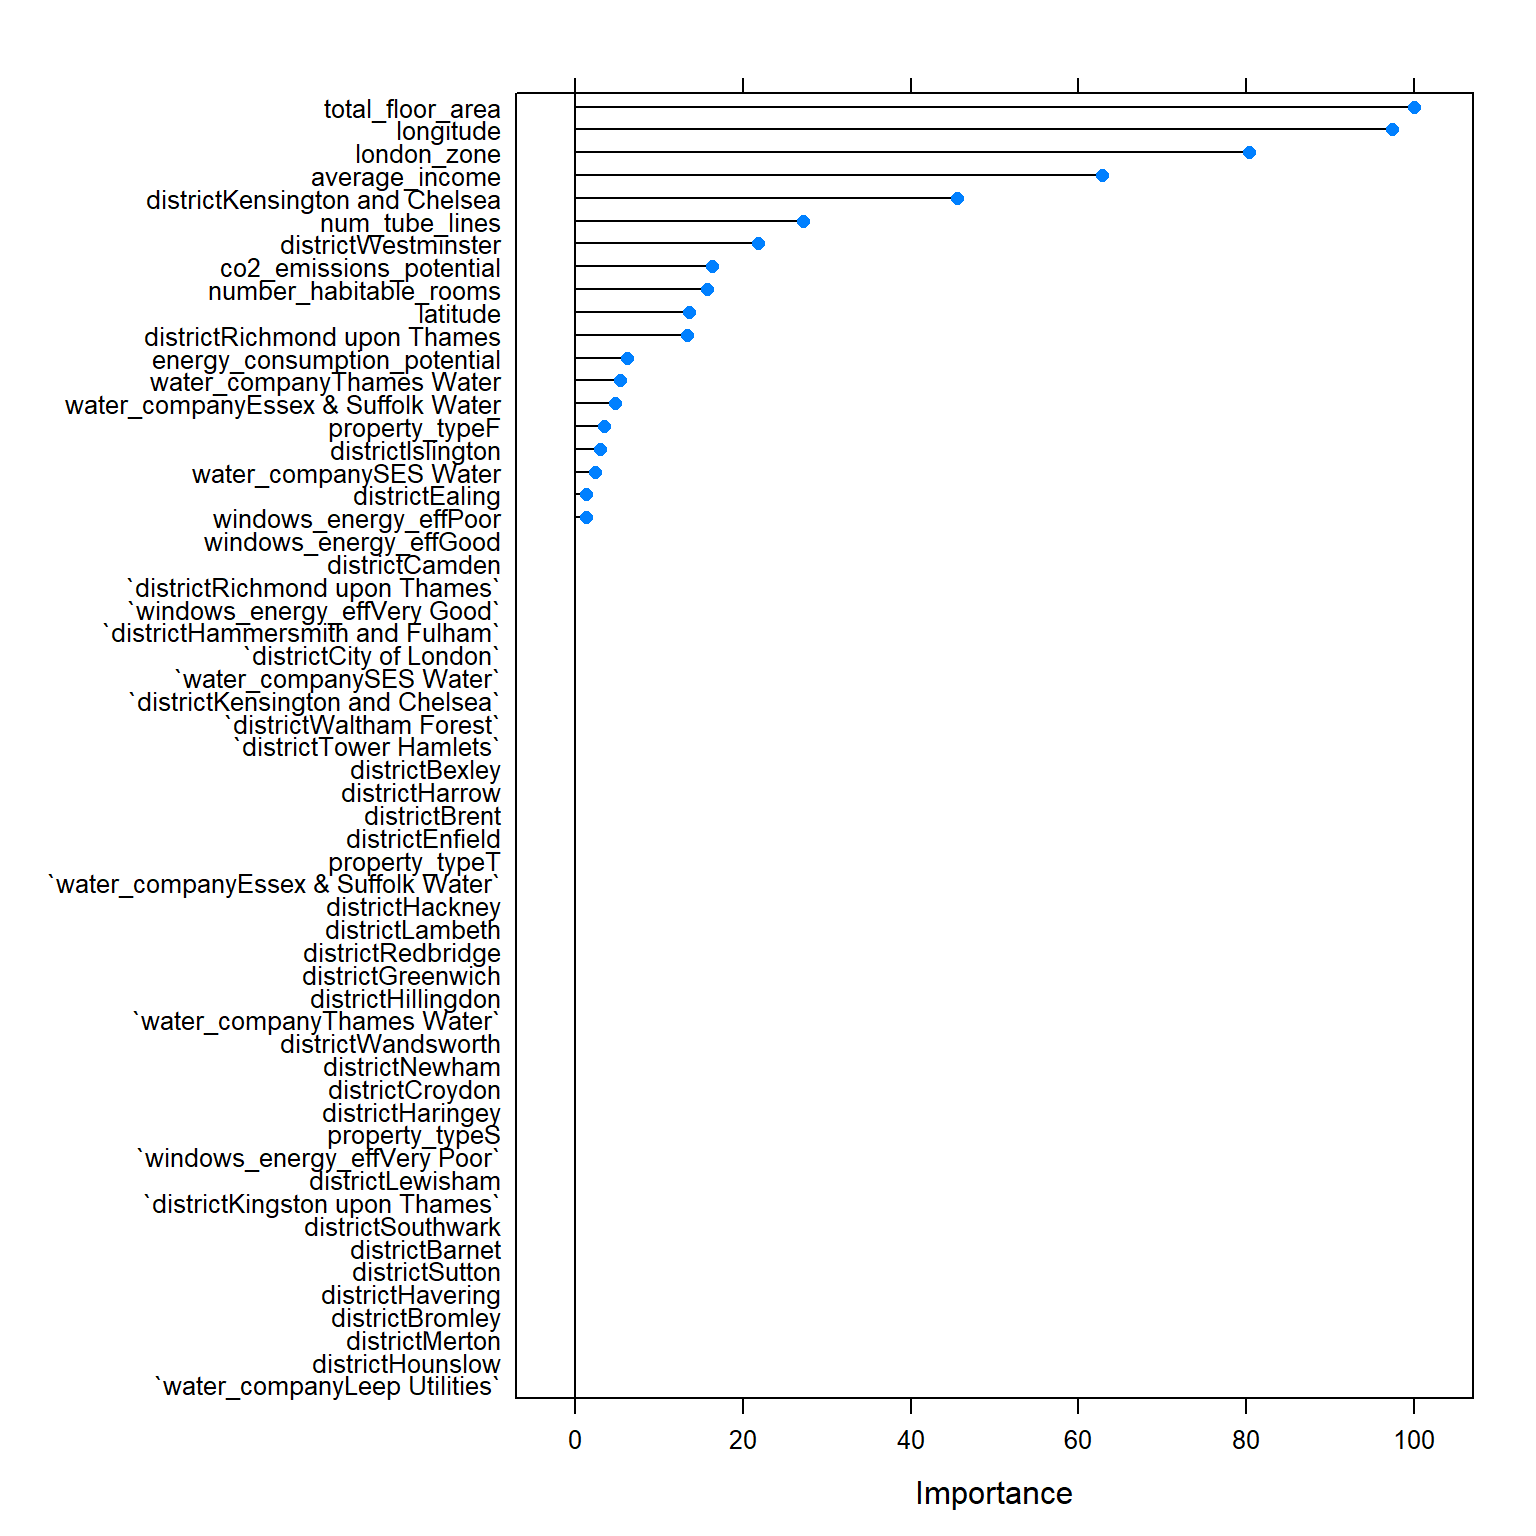 total_floor_area
longitude
london_zone
average_income
districtKensington and Chelsea
num_tube_lines
districtWestminster
co2_emissions_potential
number_habitable_rooms
latitude
districtRichmond upon Thames
energy_consumption_potential
water_companyThames Water
water_companyEssex & Suffolk Water
property_typeF
districtIslington
water_companySES Water
districtEaling
windows_energy_effPoor
windows_energy_effGood
districtCamden
`districtRichmond upon Thames`
`windows_energy_effVery Good`
`districtHammersmith and Fulham`
`districtCity of London`
`water_companySES Water`
`districtKensington and Chelsea`
`districtWaltham Forest`
`districtTower Hamlets`
districtBexley
districtHarrow
districtBrent
districtEnfield
property_typeT
`water_companyEssex & Suffolk Water`
districtHackney
districtLambeth
districtRedbridge
districtGreenwich
districtHillingdon
`water_companyThames Water`
districtWandsworth
districtNewham
districtCroydon
districtHaringey
property_typeS
`windows_energy_effVery Poor`
districtLewisham
`districtKingston upon Thames`
districtSouthwark
districtBarnet
districtSutton
districtHavering
districtBromley
districtMerton
districtHounslow
`water_companyLeep Utilities`
0 20 40 60 80 100
Importance